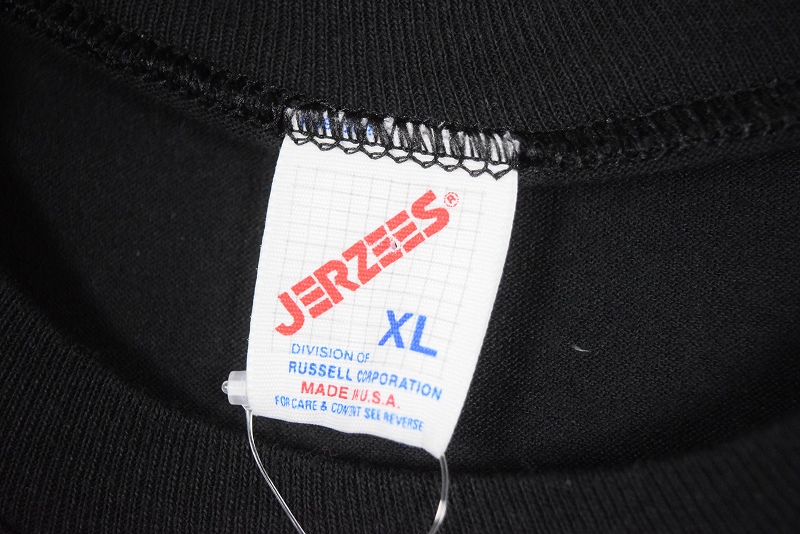 JERZEES®
XL
DIVISION OF
RUSSELL CORPORATION
MADE IN U.S.A.
FOR CARE & CONTENT SEE REVERSE